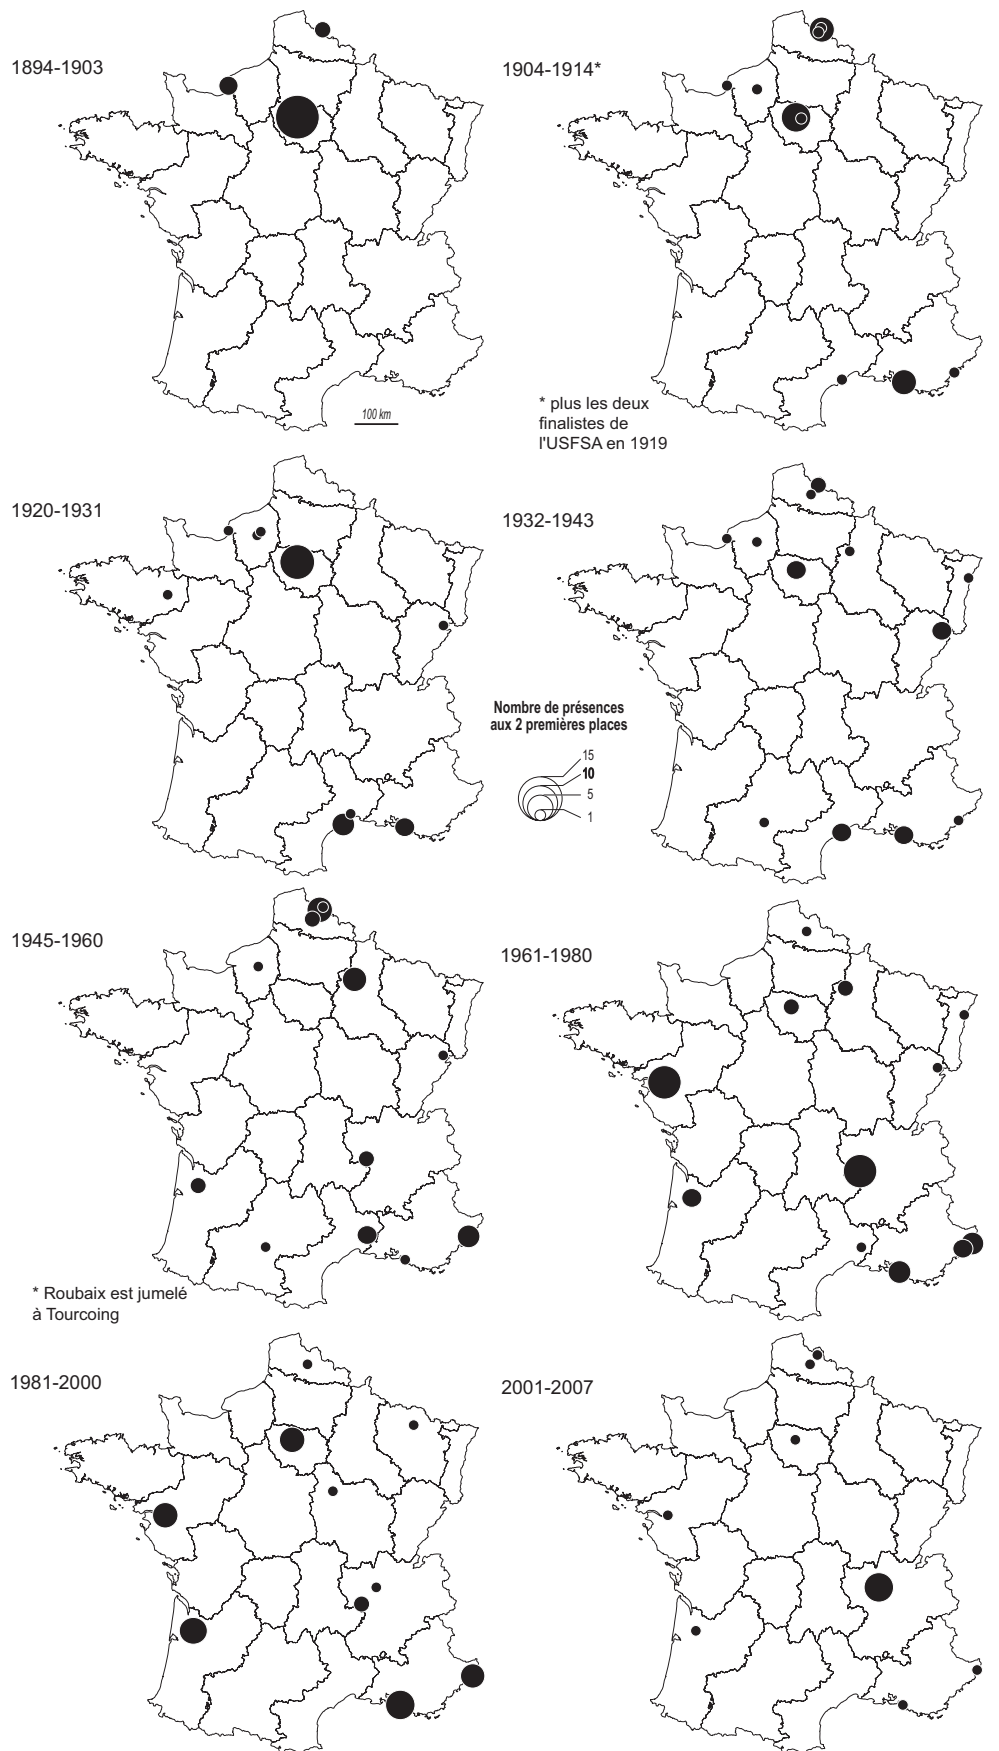 1894-1903
1904-1914*
100 km
* plus les deux
finalistes de
l'USFSA en 1919
1920-1931
1932-1943
Nombre de présences
aux 2 premières places
15
10
5
1
1945-1960
1961-1980
* Roubaix est jumelé
à Tourcoing
1981-2000
2001-2007